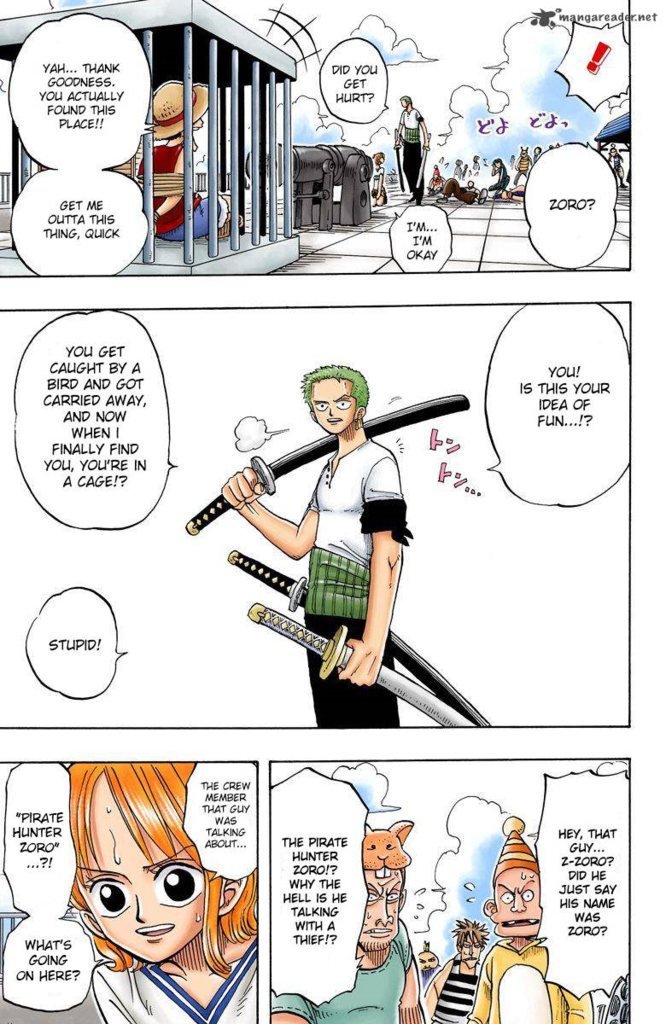 mangareader.net
!
ZORO?
どよ どよっ
DID YOU
GET
HURT?
I'M...
I'M
OKAY
YAH... THANK
GOODNESS.
YOU ACTUALLY
FOUND THIS
PLACE!!
GET ME
OUTTA THIS
THING, QUICK
YOU!
IS THIS YOUR
IDEA OF
FUN...!?
トン
トン...
YOU GET
CAUGHT BY A
BIRD AND GOT
CARRIED AWAY,
AND NOW
WHEN I
FINALLY FIND
YOU, YOU'RE IN
A CAGE!?
STUPID!
HEY, THAT
GUY...
Z-ZORO?
DID HE
JUST SAY
HIS NAME
WAS
ZORO?
THE PIRATE
HUNTER
ZORO!?
WHY
THE HELL
IS HE
TALKING
WITH A
THIEF!?
THE CREW
MEMBER
THAT GUY
WAS
TALKING
ABOUT...
"PIRATE
HUNTER
ZORO"
...?!
WHAT'S
GOING
ON HERE?